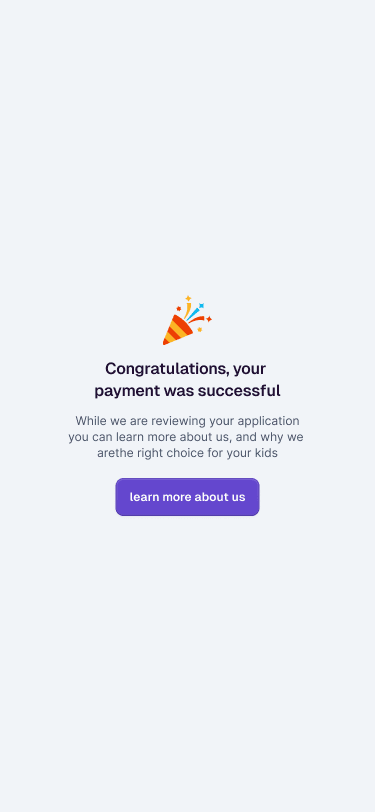 Congratulations, your
payment was successful
While we are reviewing your application
you can learn more about us, and why we
arethe right choice for your kids
learn more about us